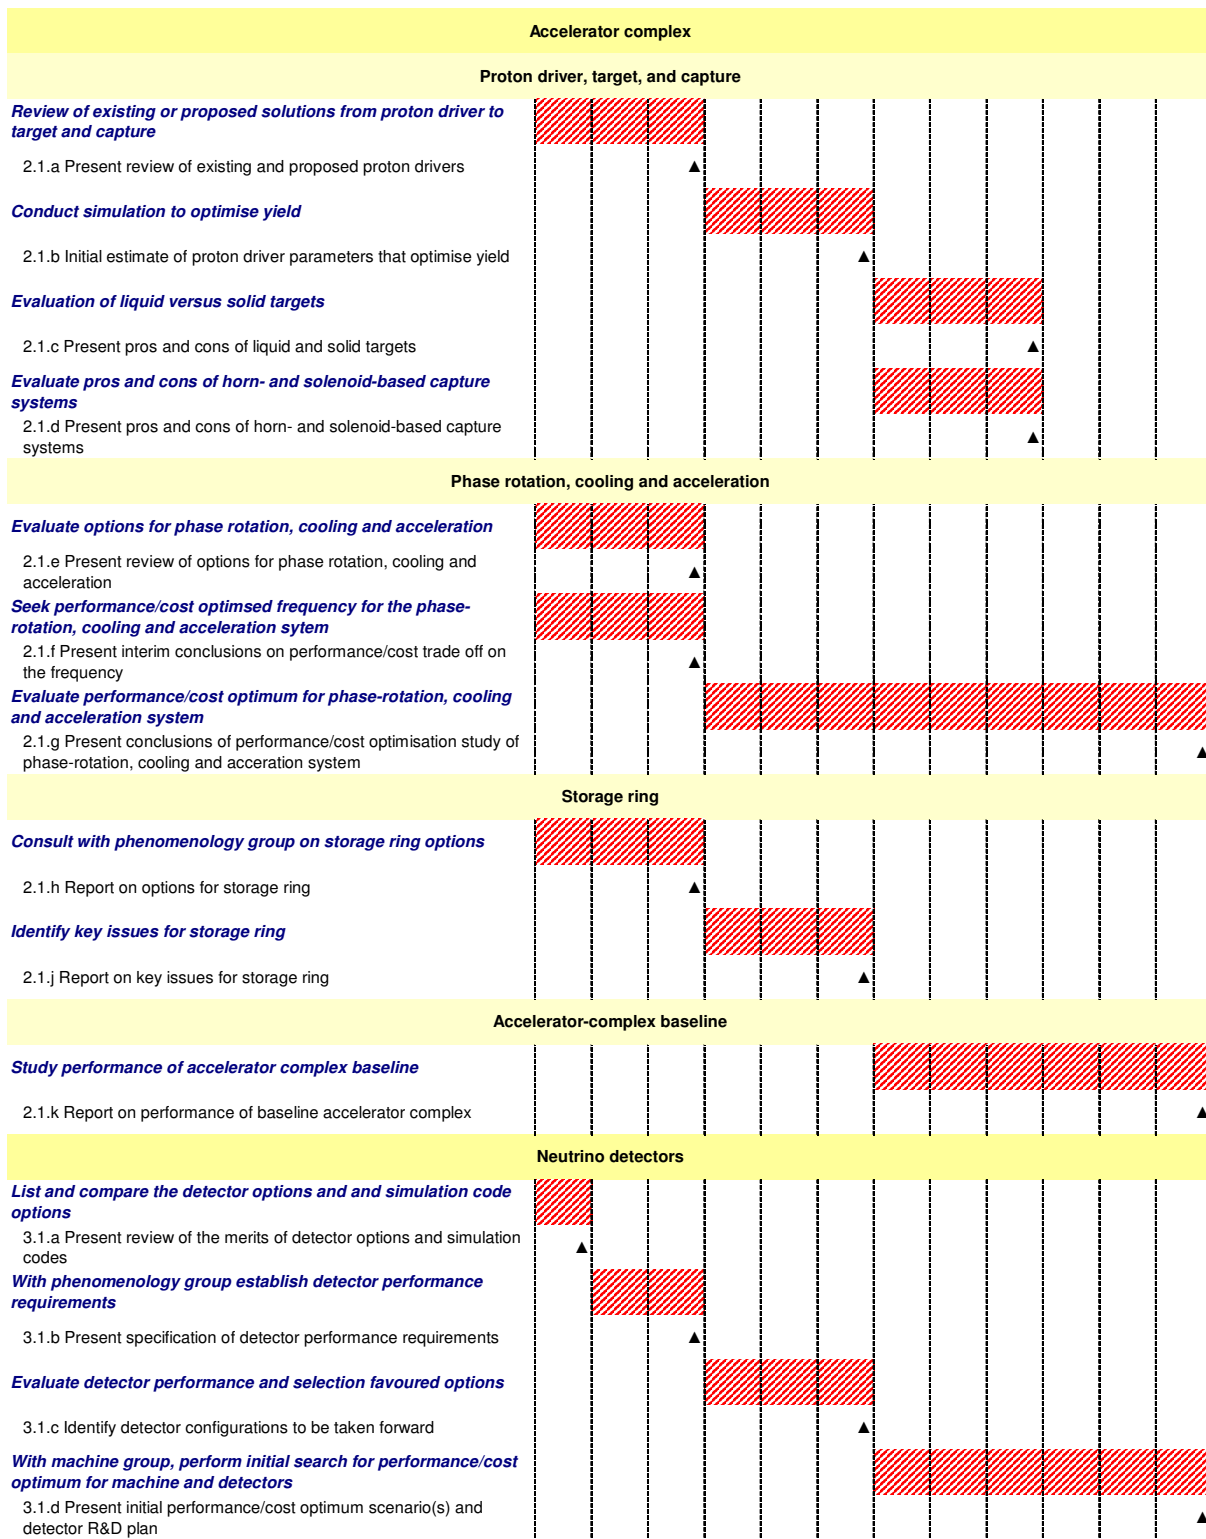 Accelerator complex
Proton driver, target, and capture
Review of existing or proposed solutions from proton driver to
target and capture
2.1.a Present review of existing and proposed proton drivers
Conduct simulation to optimise yield
2.1.b Initial estimate of proton driver parameters that optimise yield
Evaluation of liquid versus solid targets
2.1.c Present pros and cons of liquid and solid targets
Evaluate pros and cons of horn- and solenoid-based capture
systems
2.1.d Present pros and cons of horn- and solenoid-based capture
systems
Phase rotation, cooling and acceleration
Evaluate options for phase rotation, cooling and acceleration
2.1.e Present review of options for phase rotation, cooling and
acceleration
Seek performance/cost optimsed frequency for the phase-
rotation, cooling and acceleration sytem
2.1.f Present interim conclusions on performance/cost trade off on
the frequency
Evaluate performance/cost optimum for phase-rotation, cooling
and acceleration system
2.1.g Present conclusions of performance/cost optimisation study of
phase-rotation, cooling and acceration system
Storage ring
Consult with phenomenology group on storage ring options
2.1.h Report on options for storage ring
Identify key issues for storage ring
2.1.j Report on key issues for storage ring
Accelerator-complex baseline
Study performance of accelerator complex baseline
2.1.k Report on performance of baseline accelerator complex
Neutrino detectors
List and compare the detector options and and simulation code
options
3.1.a Present review of the merits of detector options and simulation
codes
With phenomenology group establish detector performance
requirements
3.1.b Present specification of detector performance requirements
Evaluate detector performance and selection favoured options
3.1.c Identify detector configurations to be taken forward
With machine group, perform initial search for performance/cost
optimum for machine and detectors
3.1.d Present initial performance/cost optimum scenario(s) and
detector R&D plan